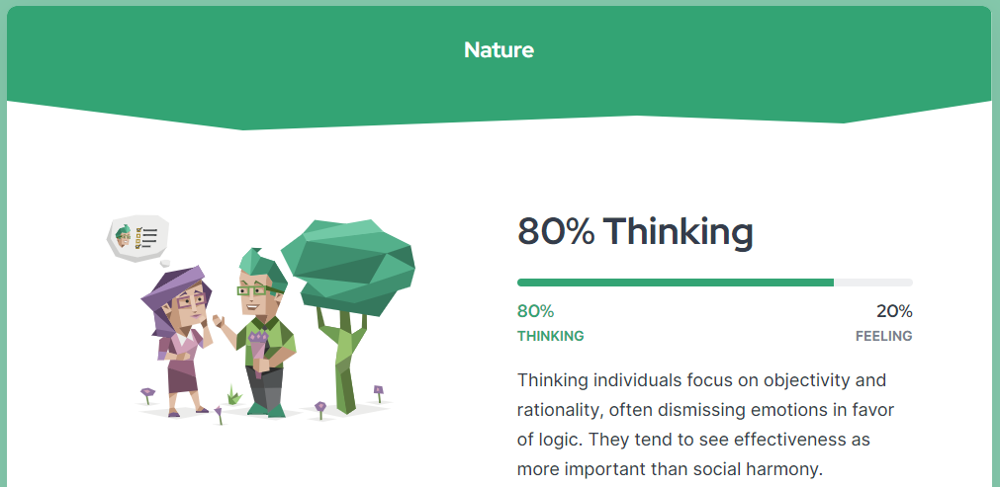 Nature
80% Thinking
80%
20%
THINKING
FEELING
Thinking individuals focus on objectivity and
rationality, often dismissing emotions in favor
of logic. They tend to see effectiveness as
more important than social harmony.